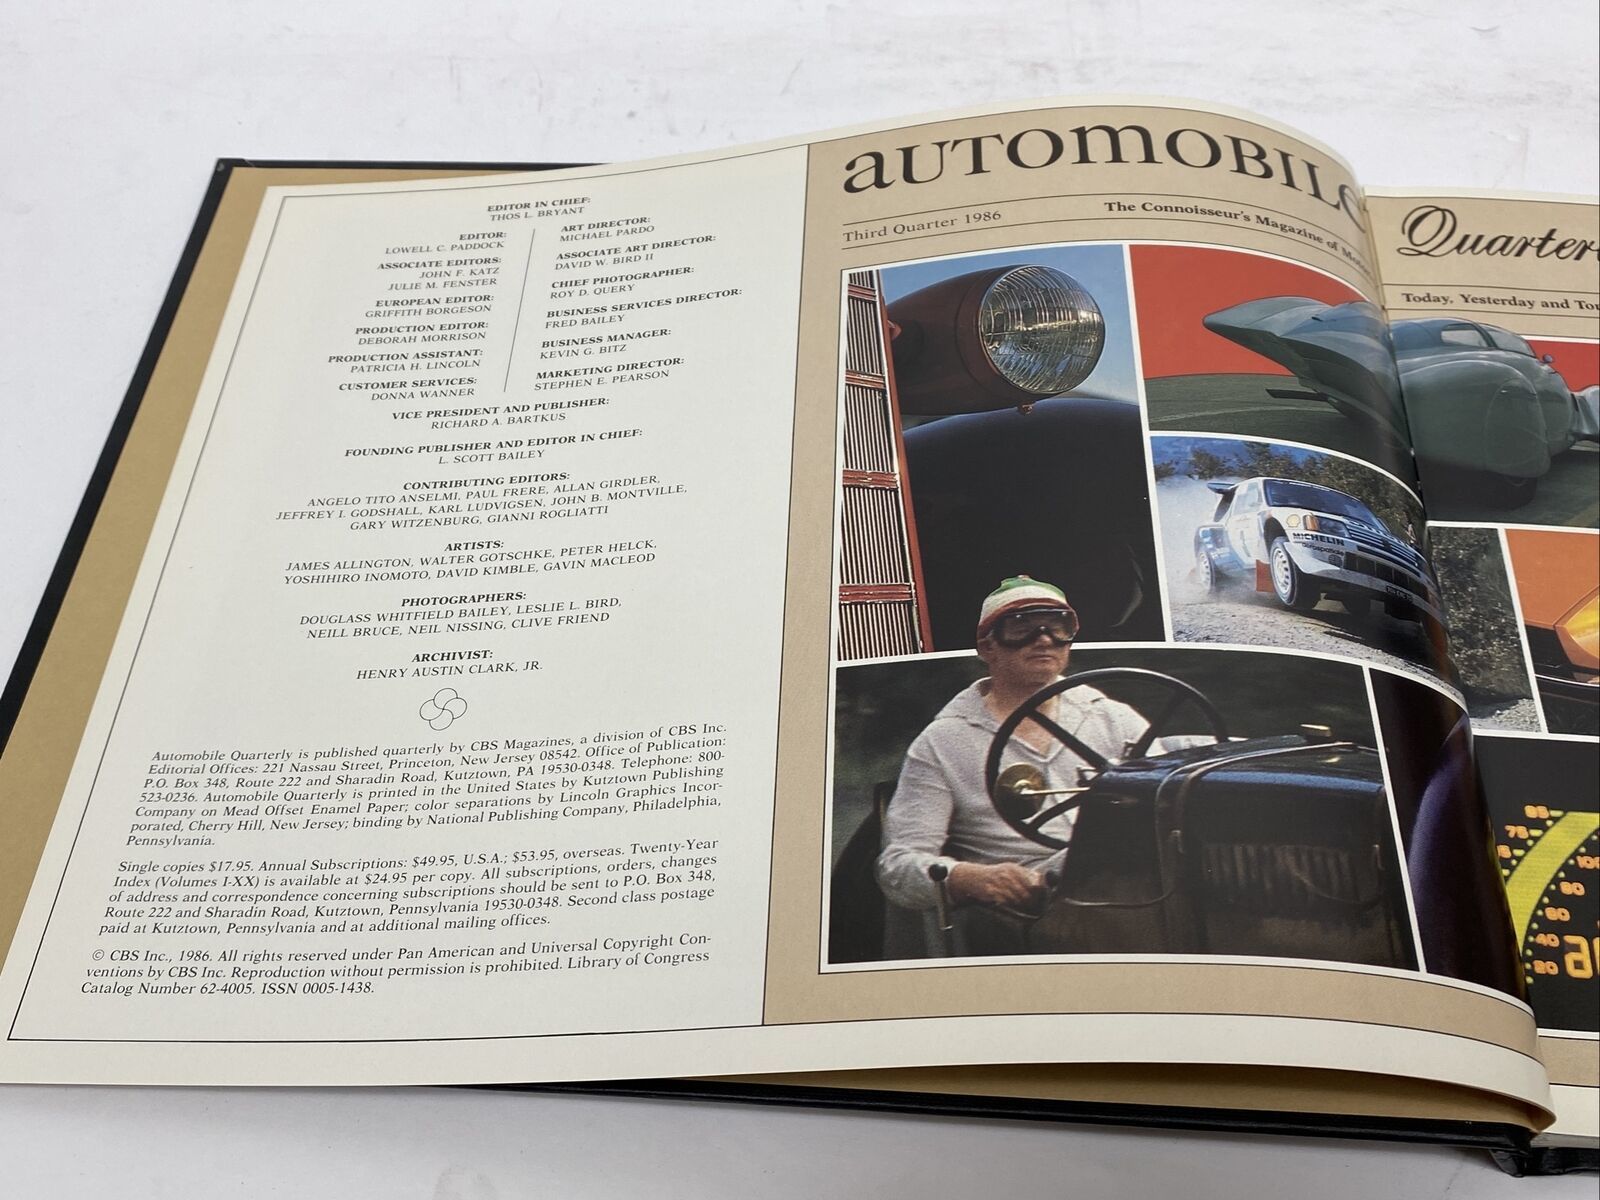 EDITOR IN CHIEF:
THOS L. BRYANT
EDITOR:
LOWELL C. PADDOCK
ASSOCIATE EDITORS:
JOHN F. KATZ
JULIE M. FENSTER
EUROPEAN EDITOR:
GRIFFITH BORGESON
PRODUCTION EDITOR:
DEBORAH MORRISON
PRODUCTION ASSISTANT:
PATRICIA H. LINCOLN
CUSTOMER SERVICES:
DONNA WANNER
ART DIRECTOR:
MICHAEL PARDO
ASSOCIATE ART DIRECTOR:
DAVID W. BIRD II
CHIEF PHOTOGRAPHER:
ROY D. QUERY
BUSINESS SERVICES DIRECTOR:
FRED BAILEY
BUSINESS MANAGER:
KEVIN G. BITZ
MARKETING DIRECTOR:
STEPHEN E. PEARSON
VICE PRESIDENT AND PUBLISHER:
RICHARD A. BARTKUS
FOUNDING PUBLISHER AND EDITOR IN CHIEF:
L. SCOTT BAILEY
CONTRIBUTING EDITORS:
ANGELO TITO ANSELMI, PAUL FRERE, ALLAN GIRDLER,
JEFFREY I. GODSHALL, KARL LUDVIGSEN, JOHN B. MONTVILLE,
GARY WITZENBURG, GIANNI ROGLIATTI
ARTISTS:
JAMES ALLINGTON, WALTER GOTSCHKE, PETER HELCK,
YOSHIHIRO INOMOTO, DAVID KIMBLE, GAVIN MACLEOD
PHOTOGRAPHERS:
DOUGLASS WHITFIELD BAILEY, LESLIE L. BIRD,
NEILL BRUCE, NEIL NISSING, CLIVE FRIEND
ARCHIVIST:
HENRY AUSTIN CLARK, JR.
Automobile Quarterly is published quarterly by CBS Magazines, a division of CBS Inc.
Editorial Offices: 221 Nassau Street, Princeton, New Jersey 08542. Office of Publication:
P.O. Box 348, Route 222 and Sharadin Road, Kutztown, PA 19530-0348. Telephone: 800-
523-0236. Automobile Quarterly is printed in the United States by Kutztown Publishing
Company on Mead Offset Enamel Paper; color separations by Lincoln Graphics Incor-
porated, Cherry Hill, New Jersey; binding by National Publishing Company, Philadelphia,
Pennsylvania.
Single copies $17.95. Annual Subscriptions: $49.95, U.S.A.; $53.95, overseas. Twenty-Year
Index (Volumes I-XX) is available at $24.95 per copy. All subscriptions, orders, changes
of address and correspondence concerning subscriptions should be sent to P.O. Box 348,
Route 222 and Sharadin Road, Kutztown, Pennsylvania 19530-0348. Second class postage
paid at Kutztown, Pennsylvania and at additional mailing offices.
© CBS Inc., 1986. All rights reserved under Pan American and Universal Copyright Con-
ventions by CBS Inc. Reproduction without permission is prohibited. Library of Congress
Catalog Number 62-4005. ISSN 0005-1438.
AUTOMOBILE
Third Quarter 1986
The Connoisseur's Magazine of
Quarter
Today, Yesterday and
MICHELIN
aerospatiale
85
75
80
60
40
20